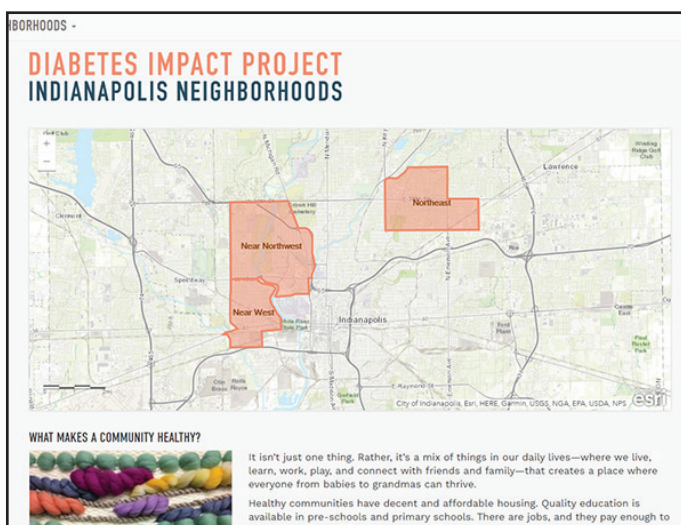 HBORHOODS -
DIABETES IMPACT PROJECT
INDIANAPOLIS NEIGHBORHOODS
+
−
Lawrence
Clermont
Northeast
Near Northwest
Speedway
Near West
Indianapolis
E Raymond St
City of Indianapolis, Esri, HERE, Garmin, USGS, NGA, EPA, USDA, NPS
esri
WHAT MAKES A COMMUNITY HEALTHY?
It isn't just one thing. Rather, it's a mix of things in our daily lives—where we live,
learn, work, play, and connect with friends and family—that creates a place where
everyone from babies to grandmas can thrive.
Healthy communities have decent and affordable housing. Quality education is
available in pre-schools and primary schools. There are jobs, and they pay enough to